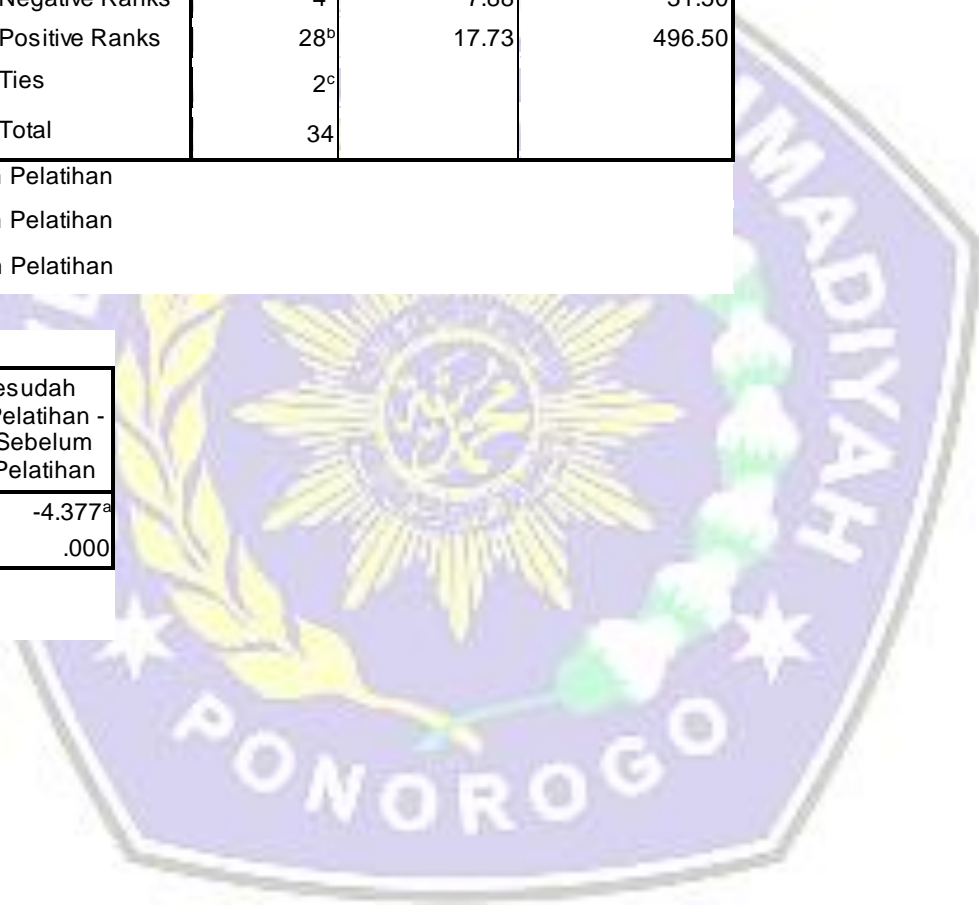 Negative Ranks 4 7.88 31.50
Positive Ranks 28ᵇ 17.73 496.50
Ties 2ᶜ
Total 34
Pelatihan
Pelatihan
Pelatihan
esudah
Pelatihan -
Sebelum
Pelatihan
-4.377ᵃ
.000
MADIYAH
PONOROGO